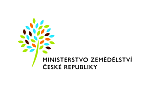 MINISTERSTVO ZEMĚDĚLSTVÍ
ČESKÉ REPUBLIKY